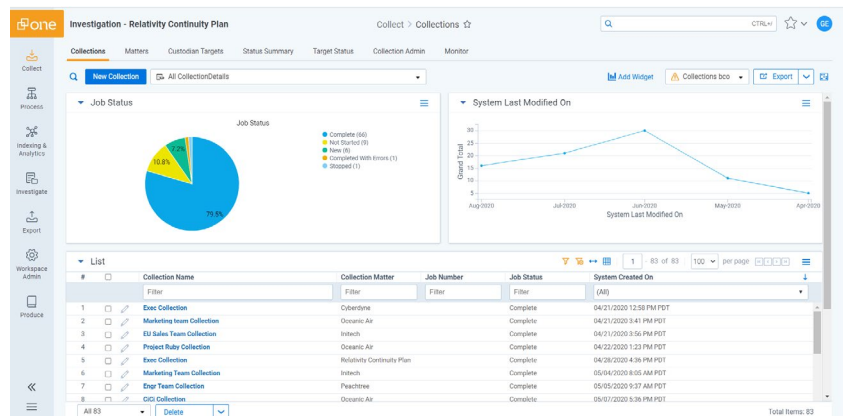 one Investigation - Relativity Continuity Plan Collect > Collections CTRL+/ GE
Collections Matters Custodian Targets Status Summary Target Status Collection Admin Monitor
Collect
Process
Indexing &
Analytics
Investigate
Export
Workspace
Admin
Produce
New Collection All CollectionDetails Add Widget Collections bco Export
Job Status
Job Status
Complete (66)
Not Started (9)
New (6)
Completed With Errors (1)
Stopped (1)
7.2%
10.8%
79.5%
System Last Modified On
Grand Total
30
25
20
15
10
5
Aug-2020 Jul-2020 Jun-2020 May-2020 Apr-2020
System Last Modified On
List 1 - 83 of 83 100 per page
# Collection Name Collection Matter Job Number Job Status System Created On
Filter Filter Filter Filter (All)
1 Exec Collection Cyberdyne Complete 04/21/2020 12:58 PM PDT
2 Marketing team Collection Oceanic Air Complete 04/21/2020 3:41 PM PDT
3 EU Sales Team Collection Initech Complete 04/21/2020 3:56 PM PDT
4 Project Ruby Collection Oceanic Air Complete 04/22/2020 1:23 PM PDT
5 Exec Collection Relativity Continuity Plan Complete 04/28/2020 4:36 PM PDT
6 Marketing Team Collection Initech Complete 05/04/2020 8:05 AM PDT
7 Engr Team Collection Peachtree Complete 05/05/2020 9:37 AM PDT
8 CiCi Collection Oceanic Air Complete 05/07/2020 5:36 PM PDT
All 83 Delete Total Items: 83